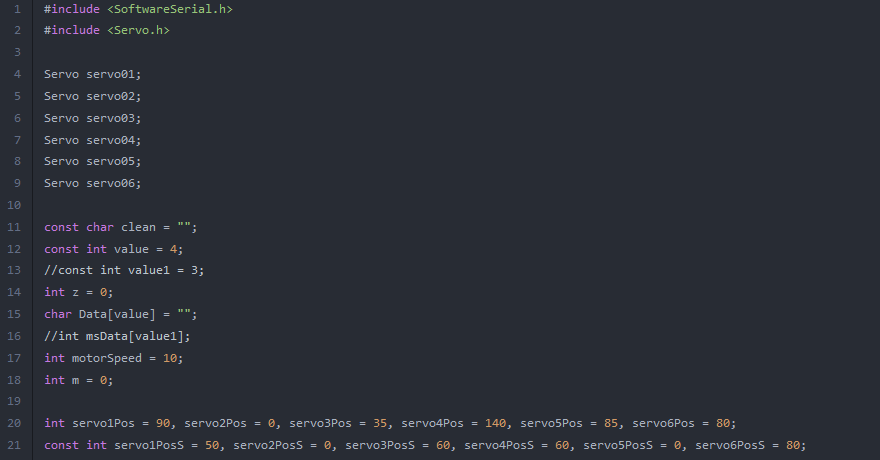 1 #include <SoftwareSerial.h>
2 #include <Servo.h>
3
4 Servo servo01;
5 Servo servo02;
6 Servo servo03;
7 Servo servo04;
8 Servo servo05;
9 Servo servo06;
10
11 const char clean = "";
12 const int value = 4;
13 //const int value1 = 3;
14 int z = 0;
15 char Data[value] = "";
16 //int msData[value1];
17 int motorSpeed = 10;
18 int m = 0;
19
20 int servo1Pos = 90, servo2Pos = 0, servo3Pos = 35, servo4Pos = 140, servo5Pos = 85, servo6Pos = 80;
21 const int servo1PosS = 50, servo2PosS = 0, servo3PosS = 60, servo4PosS = 60, servo5PosS = 0, servo6PosS = 80;